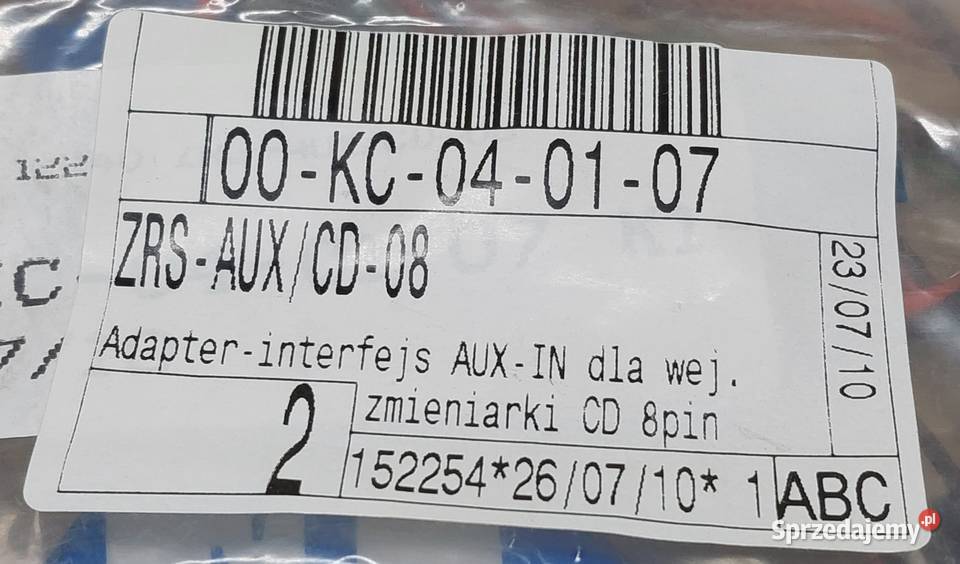 00-KC-04-01-07
122
ZRS-AUX/CD-08
23/07/10
Adapter-interfejs AUX-IN dla wej.
zmieniarki CD 8pin
2
152254*26/07/10* 1
ABC
Sprzedajemy.pl